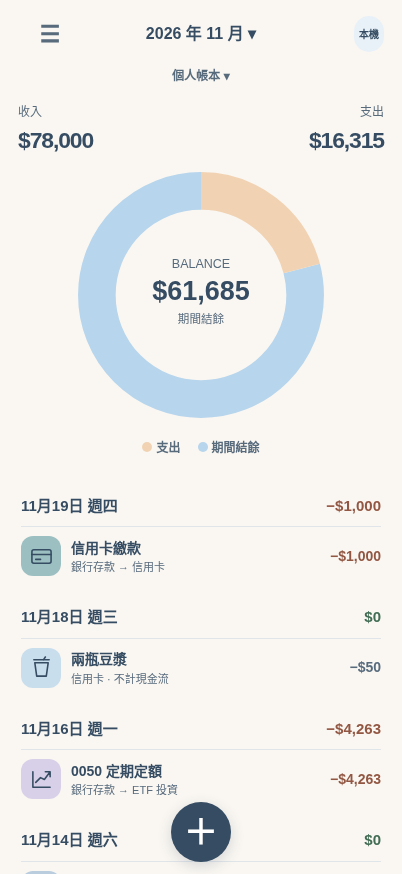 2026 年 11 月 ▾
本機
個人帳本 ▾
收入
支出
$78,000
$16,315
BALANCE
$61,685
期間結餘
支出
期間結餘
11月19日 週四
−$1,000
信用卡繳款
銀行存款 → 信用卡
−$1,000
11月18日 週三
$0
兩瓶豆漿
信用卡 · 不計現金流
−$50
11月16日 週一
−$4,263
0050 定期定額
銀行存款 → ETF 投資
−$4,263
11月14日 週六
$0